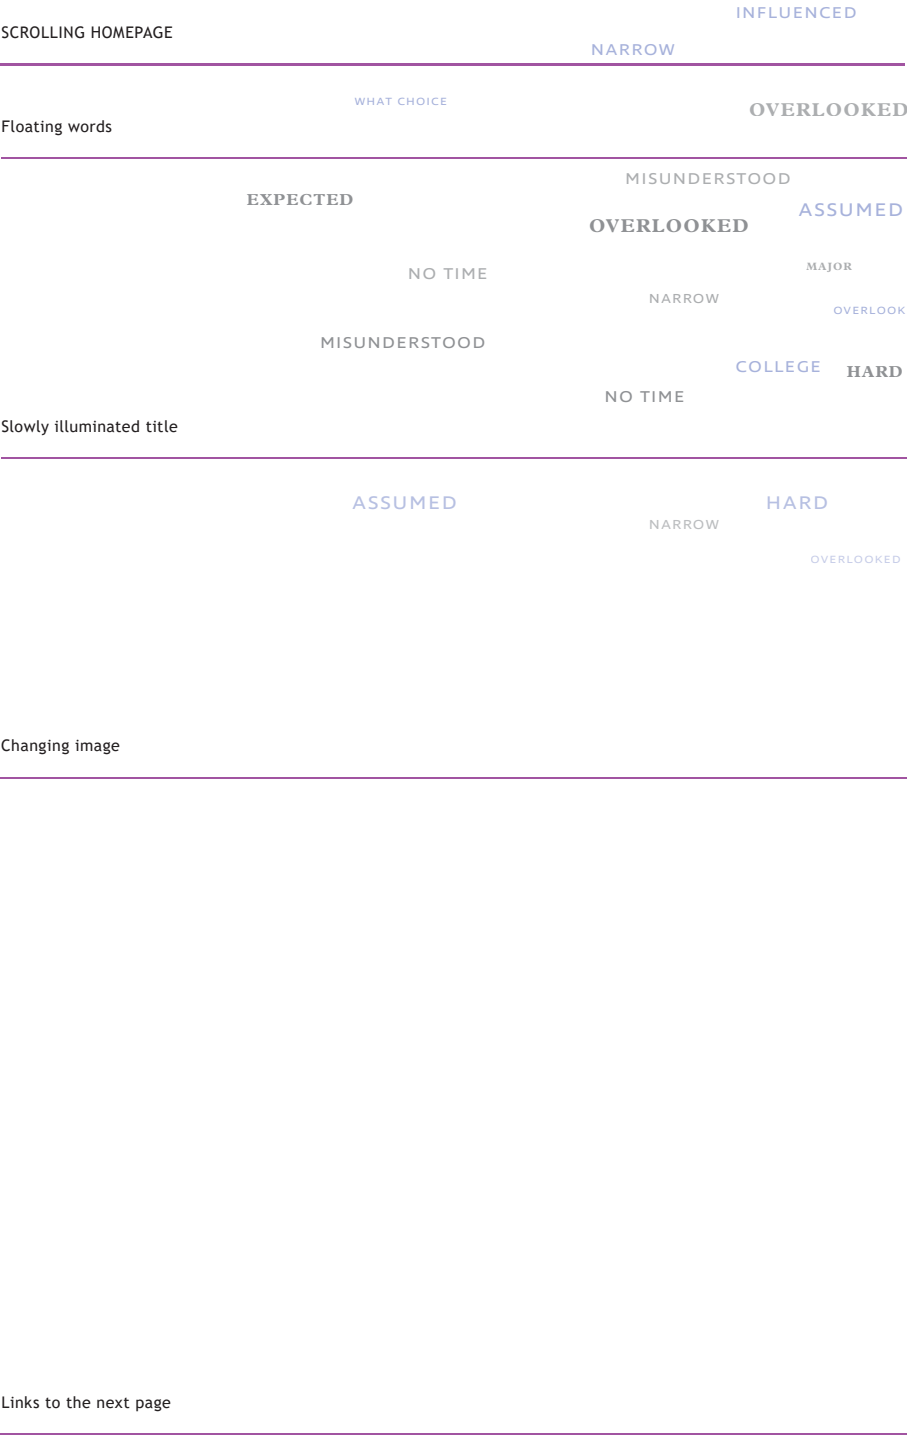 INFLUENCED
SCROLLING HOMEPAGE
NARROW
WHAT CHOICE
OVERLOOKED
Floating words
MISUNDERSTOOD
EXPECTED
ASSUMED
OVERLOOKED
MAJOR
NO TIME
NARROW
OVERLOOK
MISUNDERSTOOD
COLLEGE
HARD
NO TIME
Slowly illuminated title
ASSUMED
HARD
NARROW
OVERLOOKED
Changing image
Links to the next page